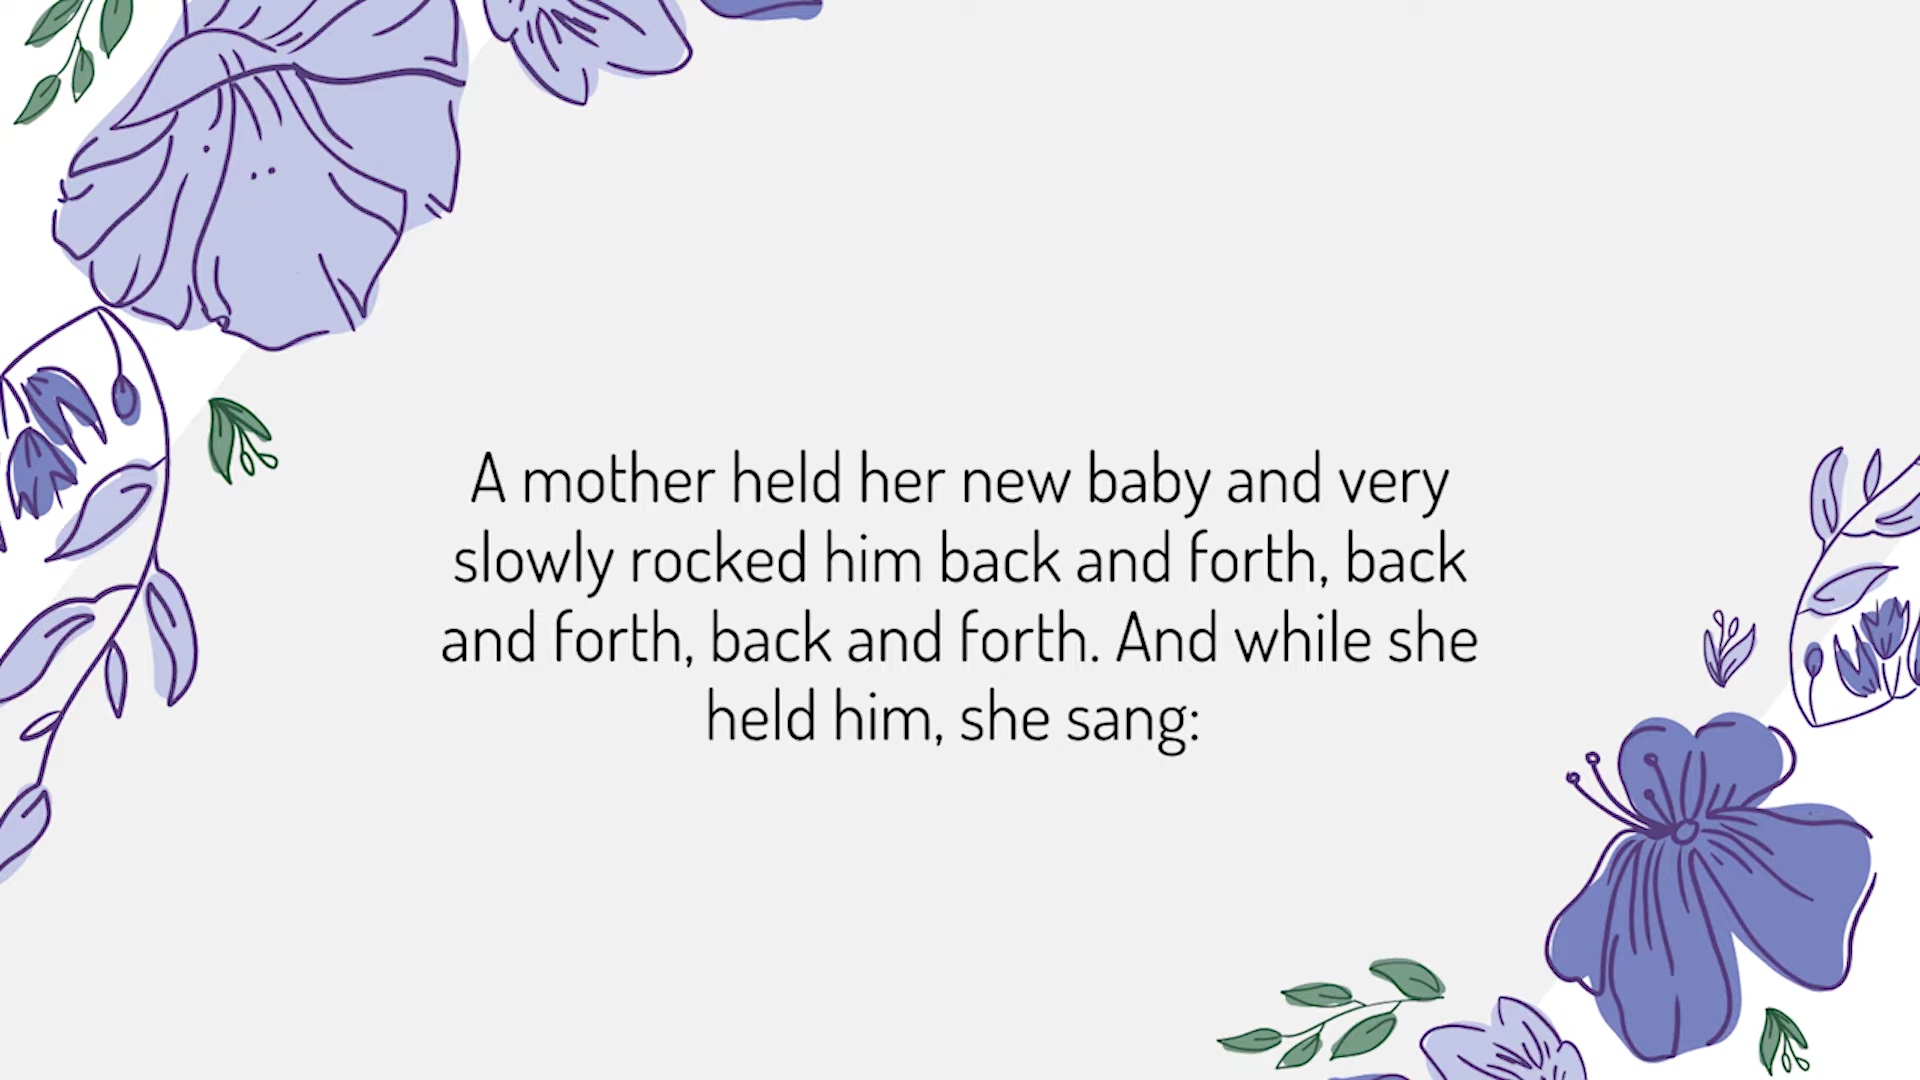 A mother held her new baby and very
slowly rocked him back and forth, back
and forth, back and forth. And while she
held him, she sang: